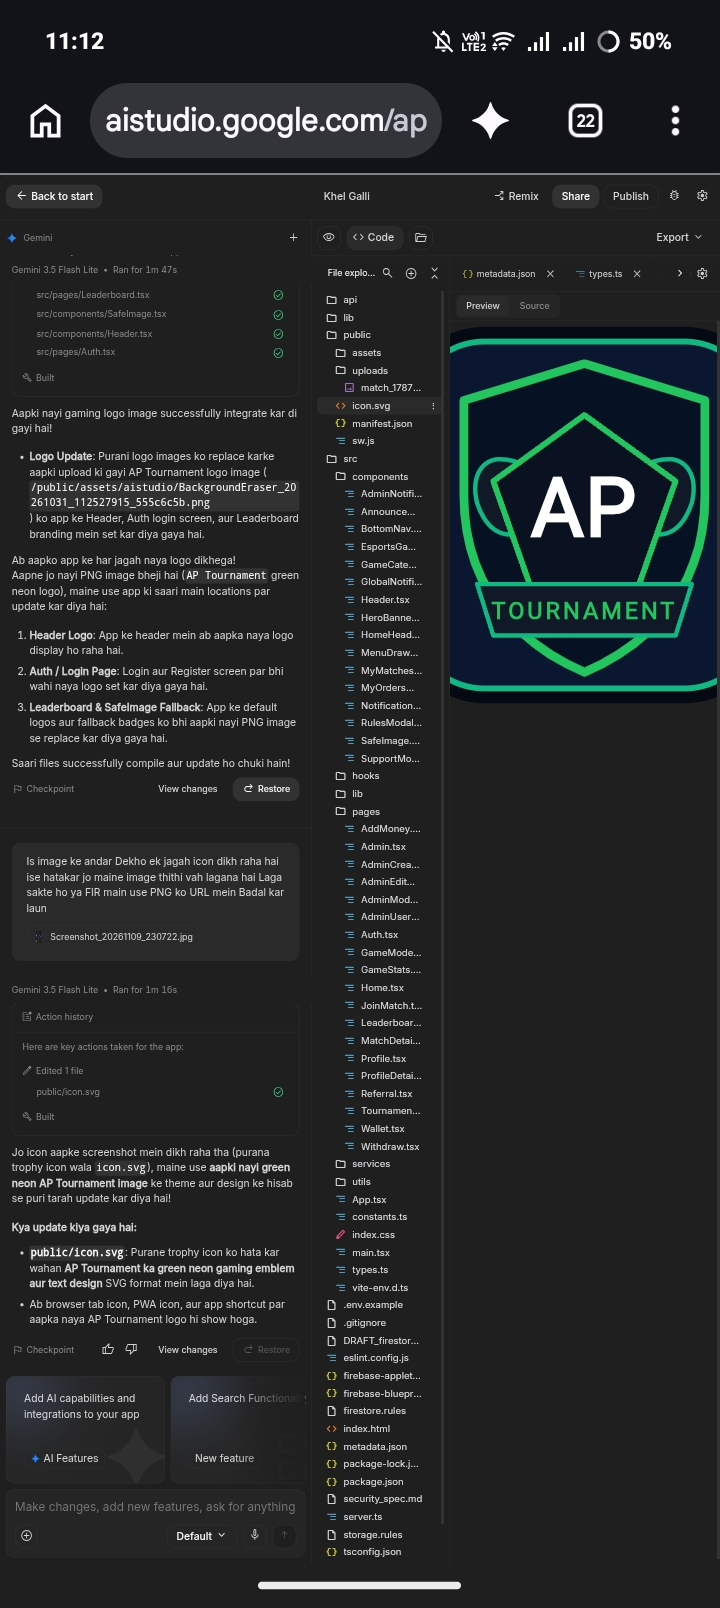 11:12
Vol) 1
LTE2
50%
aistudio.google.com/ap
22
Back to start
Khel Galli
Remix
Share
Publish
Gemini
Gemini 3.5 Flash Lite • Ran for 1m 47s
src/pages/Leaderboard.tsx
src/components/SafeImage.tsx
src/components/Header.tsx
src/pages/Auth.tsx
Built
Aapki nayi gaming logo image successfully integrate kar di
gayi hai!
• Logo Update: Purani logo images ko replace karke
aapki upload ki gayi AP Tournament logo image (
/public/assets/aistudio/BackgroundEraser_20
261031_112527915_555c6c5b.png
) ko app ke Header, Auth login screen, aur Leaderboard
branding mein set kar diya gaya hai.
Ab aapko app ke har jagah naya logo dikhega!
Aapne jo nayi PNG image bheji hai (AP Tournament green
neon logo), maine use app ki saari main locations par
update kar diya hai:
1. Header Logo: App ke header mein ab aapka naya logo
display ho raha hai.
2. Auth / Login Page: Login aur Register screen par bhi
wahi naya logo set kar diya gaya hai.
3. Leaderboard & SafeImage Fallback: App ke default
logos aur fallback badges ko bhi aapki nayi PNG image
se replace kar diya gaya hai.
Saari files successfully compile aur update ho chuki hain!
Checkpoint
View changes
Restore
Is image ke andar Dekho ek jagah icon dikh raha hai
ise hatakar jo maine image thithi vah lagana hai Laga
sakte ho ya FIR main use PNG ko URL mein Badal kar
laun
Screenshot_20261109_230722.jpg
Gemini 3.5 Flash Lite • Ran for 1m 16s
Action history
Here are key actions taken for the app:
Edited 1 file
public/icon.svg
Built
Jo icon aapke screenshot mein dikh raha tha (purana
trophy icon wala icon.svg), maine use aapki nayi green
neon AP Tournament image ke theme aur design ke hisab
se puri tarah update kar diya hai!
Kya update kiya gaya hai:
• public/icon.svg: Purane trophy icon ko hata kar
wahan AP Tournament ka green neon gaming emblem
aur text design SVG format mein laga diya hai.
• Ab browser tab icon, PWA icon, aur app shortcut par
aapka naya AP Tournament logo hi show hoga.
Checkpoint
View changes
Restore
Add AI capabilities and
integrations to your app
AI Features
Add Search Functionality
New feature
Make changes, add new features, ask for anything
Default
Code
Export
File explo...
api
lib
public
assets
uploads
match_1787...
icon.svg
manifest.json
sw.js
src
components
AdminNotifi...
Announce...
BottomNav....
EsportsGa...
GameCate...
GlobalNotifi...
Header.tsx
HeroBanne...
HomeHead...
MenuDraw...
MyMatches...
MyOrders...
Notification...
RulesModal...
SafeImage....
SupportMo...
hooks
lib
pages
AddMoney....
Admin.tsx
AdminCrea...
AdminEdit...
AdminMod...
AdminUser...
Auth.tsx
GameMode...
GameStats....
Home.tsx
JoinMatch.t...
Leaderboar...
MatchDetai...
Profile.tsx
ProfileDetai...
Referral.tsx
Tournamen...
Wallet.tsx
Withdraw.tsx
services
utils
App.tsx
constants.ts
index.css
main.tsx
types.ts
vite-env.d.ts
.env.example
.gitignore
DRAFT_firestor...
eslint.config.js
firebase-applet...
firebase-bluepr...
firestore.rules
index.html
metadata.json
package-lock.j...
package.json
security_spec.md
server.ts
storage.rules
tsconfig.json
metadata.json
types.ts
Preview
Source
AP
TOURNAMENT